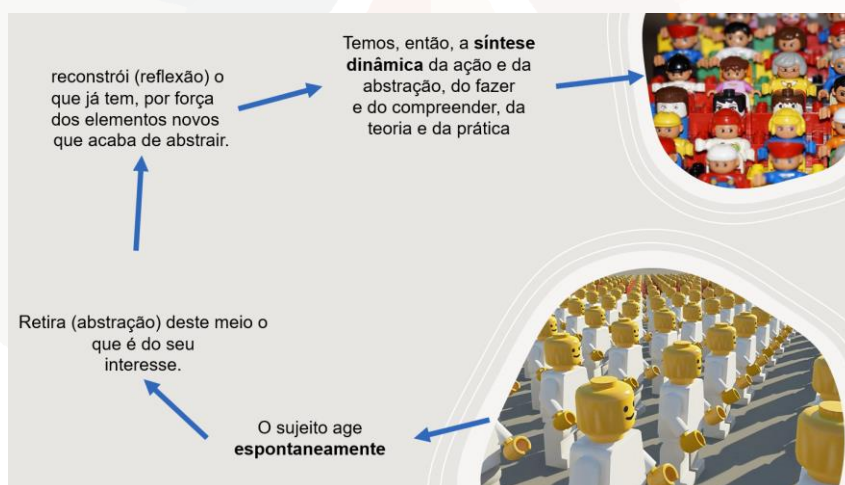 Temos, então, a síntese
dinâmica da ação e da
abstração, do fazer
e do compreender, da
teoria e da prática
reconstrói (reflexão) o
que já tem, por força
dos elementos novos
que acaba de abstrair.
Retira (abstração) deste meio o
que é do seu
interesse.
O sujeito age
espontaneamente